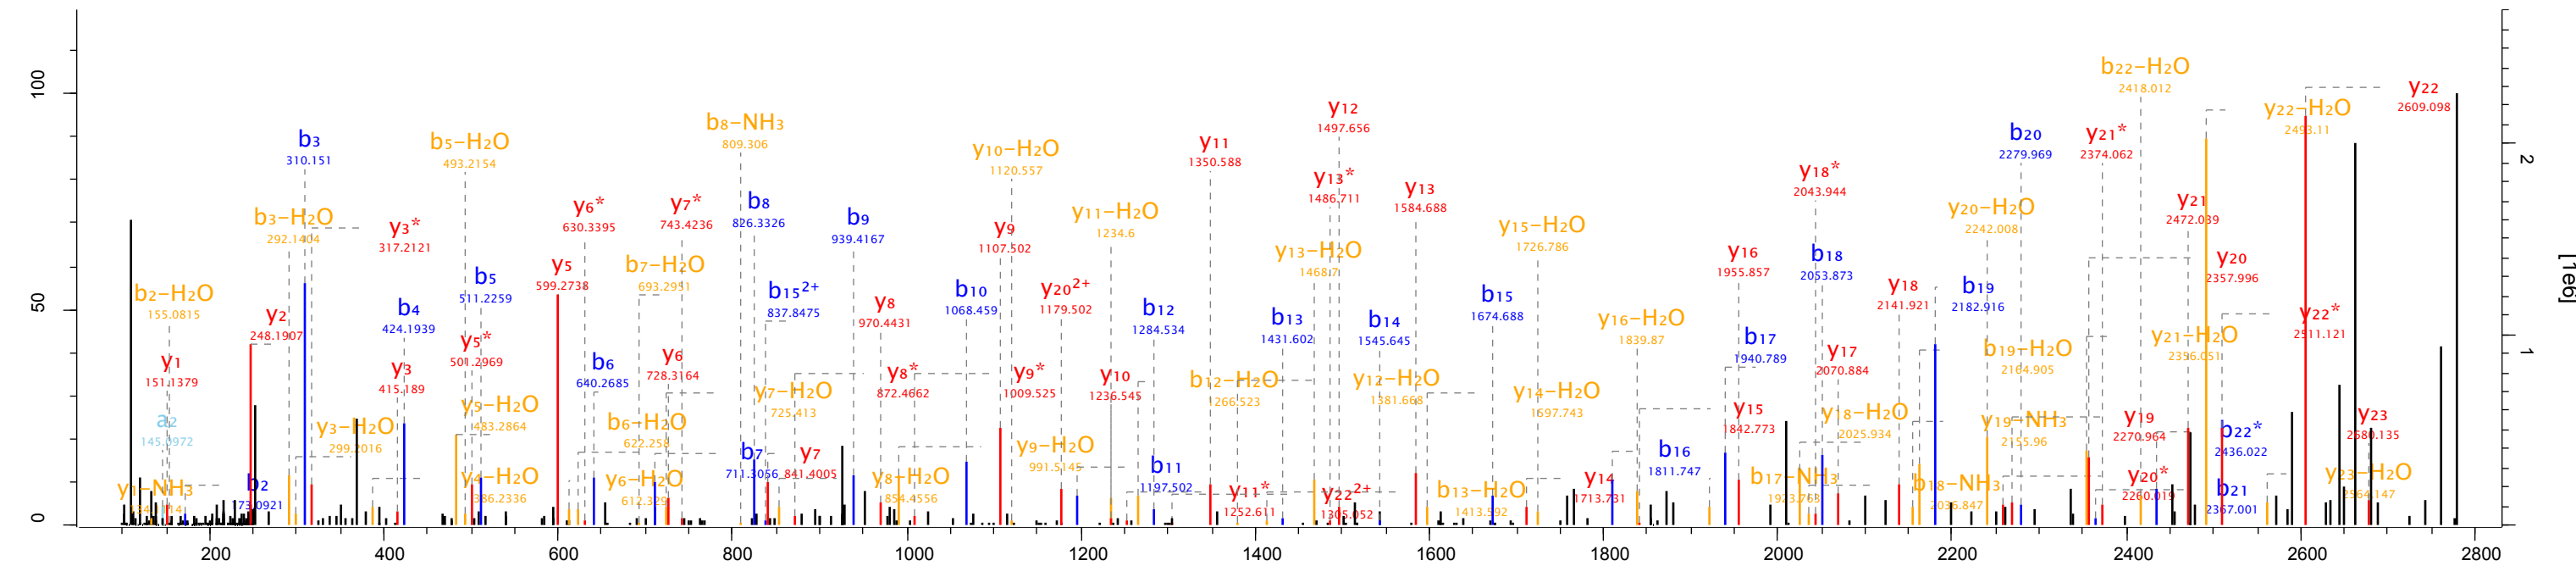 b22-H2O
2418.012
y22
2609.098
y22-H2O
2493.11
100
y12
1497.656
b8-NH3
809.306
b3
310.151
b5-H2O
493.2154
y11
1350.588
y10-H2O
1120.557
b20
2279.969
y21*
2374.062
2
y13*
1486.711
y18*
2043.944
y13
1584.688
b3-H2O
292.1404
y3*
317.2121
y6*
630.3395
y7*
743.4236
b8
826.3326
b9
939.4167
y9
1107.502
y11-H2O
1234.6
y15-H2O
1726.786
y20-H2O
2242.008
y21
2472.039
y13-H2O
1468.7
y16
1955.857
b18
2053.873
y20
2357.996
[1e6]
b2-H2O
155.0815
y5
599.2738
b5
511.2259
b7-H2O
693.2951
b15 2+
837.8475
y8
970.4431
b10
1068.459
y20 2+
1179.502
b12
1284.534
b15
1674.688
y18
2141.921
b19
2182.916
50
y2
248.1907
b4
424.1939
b13
1431.602
b14
1545.645
y16-H2O
1839.87
b17
1940.789
y22*
2511.121
y21-H2O
2356.051
y1
151.1379
y3
415.189
y5*
501.2969
b6
640.2685
y6
728.3164
y8*
872.4662
y9*
1009.525
y10
1236.545
b12-H2O
1266.523
y12-H2O
y17
2070.884
b19-H2O
2164.905
1
a2
y5-H2O
483.2864
y7-H2O
725.413
y14-H2O
1597.743
y15
1842.773
y18-H2O
2025.934
y19-NH3
2155.96
y19
2270.964
y23
2680.135
y3-H2O
299.2016
b6-H2O
622.258
y9-H2O
991.5145
b16
1811.747
b22*
2436.022
b7
711.3056
y7
841.4005
b11
1197.502
y1-NH3
b2
y4-H2O
386.2336
y6-H2O
y8-H2O
854.4556
y11*
1252.611
y22 2+
1305.052
b13-H2O
1413.592
y14
1713.731
b17-NH3
1923.763
b18-NH3
2036.847
y20*
2260.019
b21
2367.001
y23-H2O
0
200 400 600 800 1000 1200 1400 1600 1800 2000 2200 2400 2600 2800